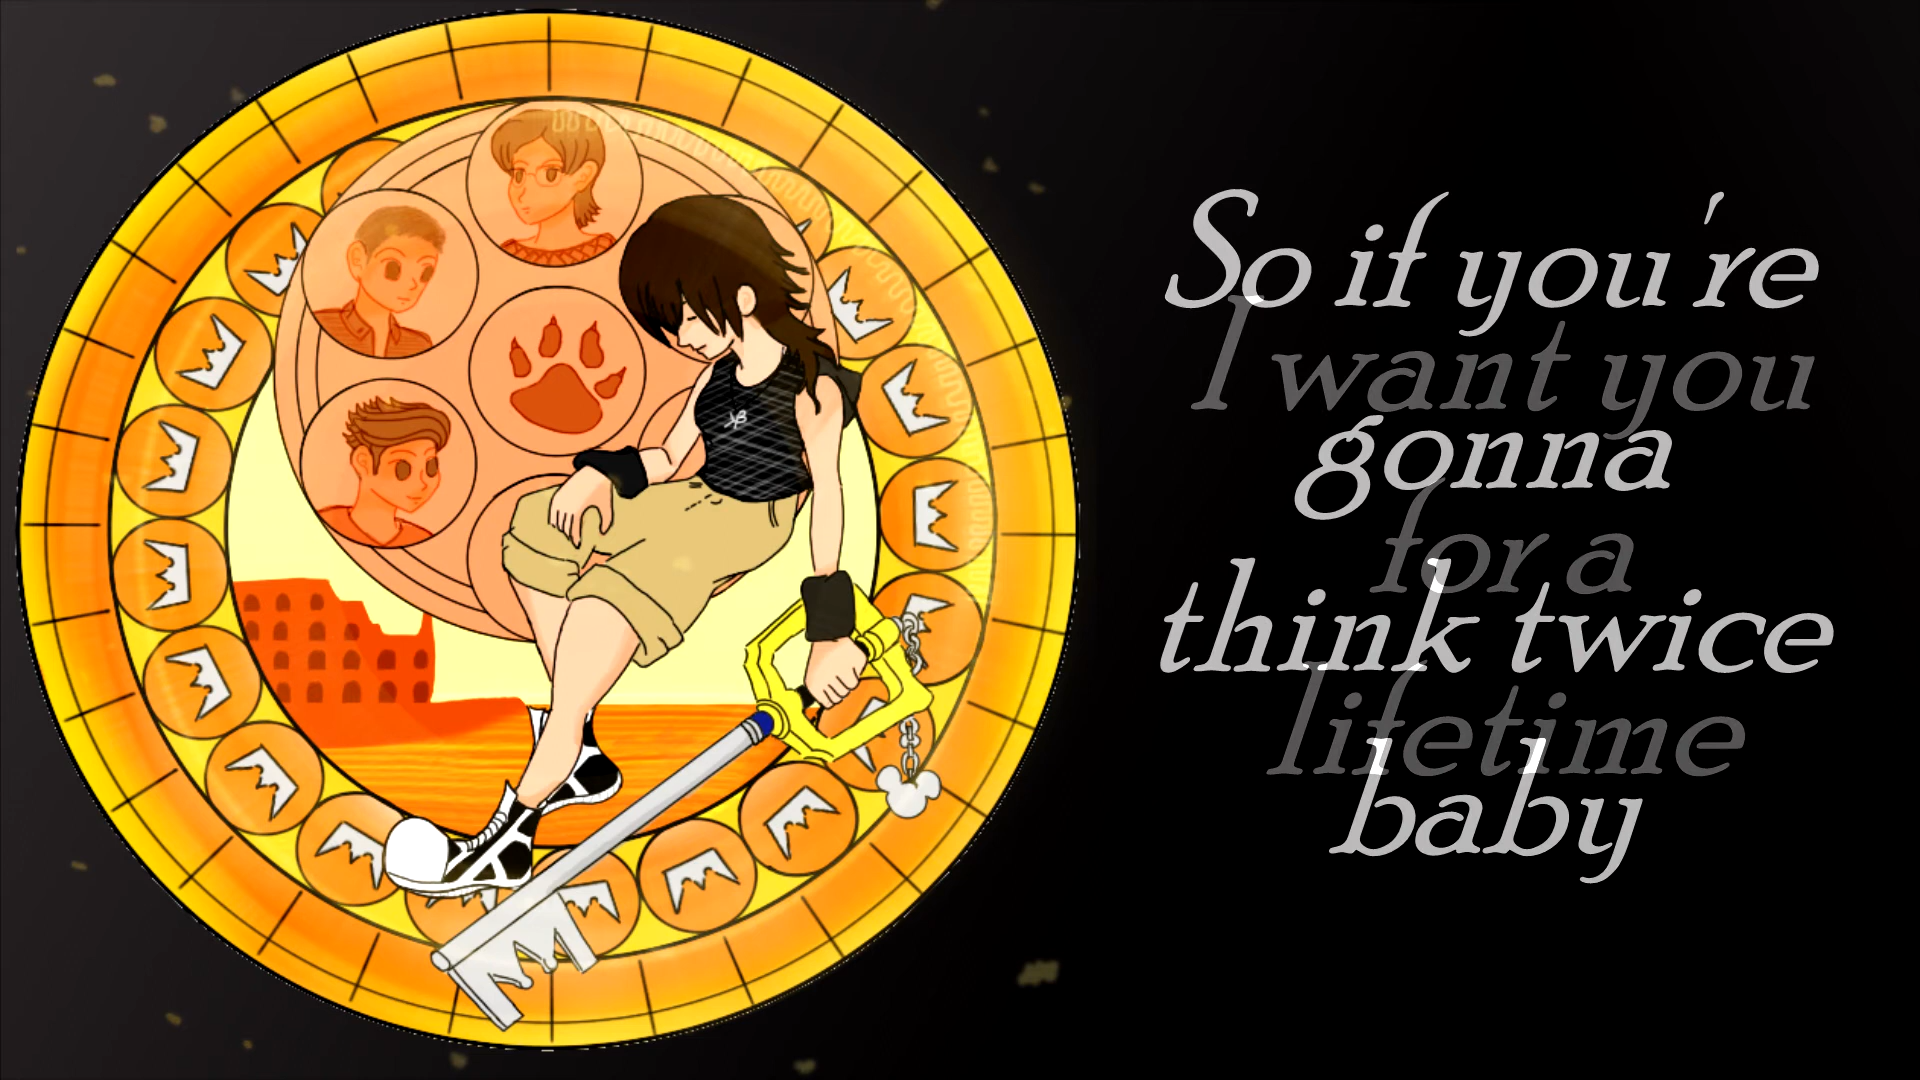 So if you're
I want you
gonna
for a
think twice
lifetime
baby